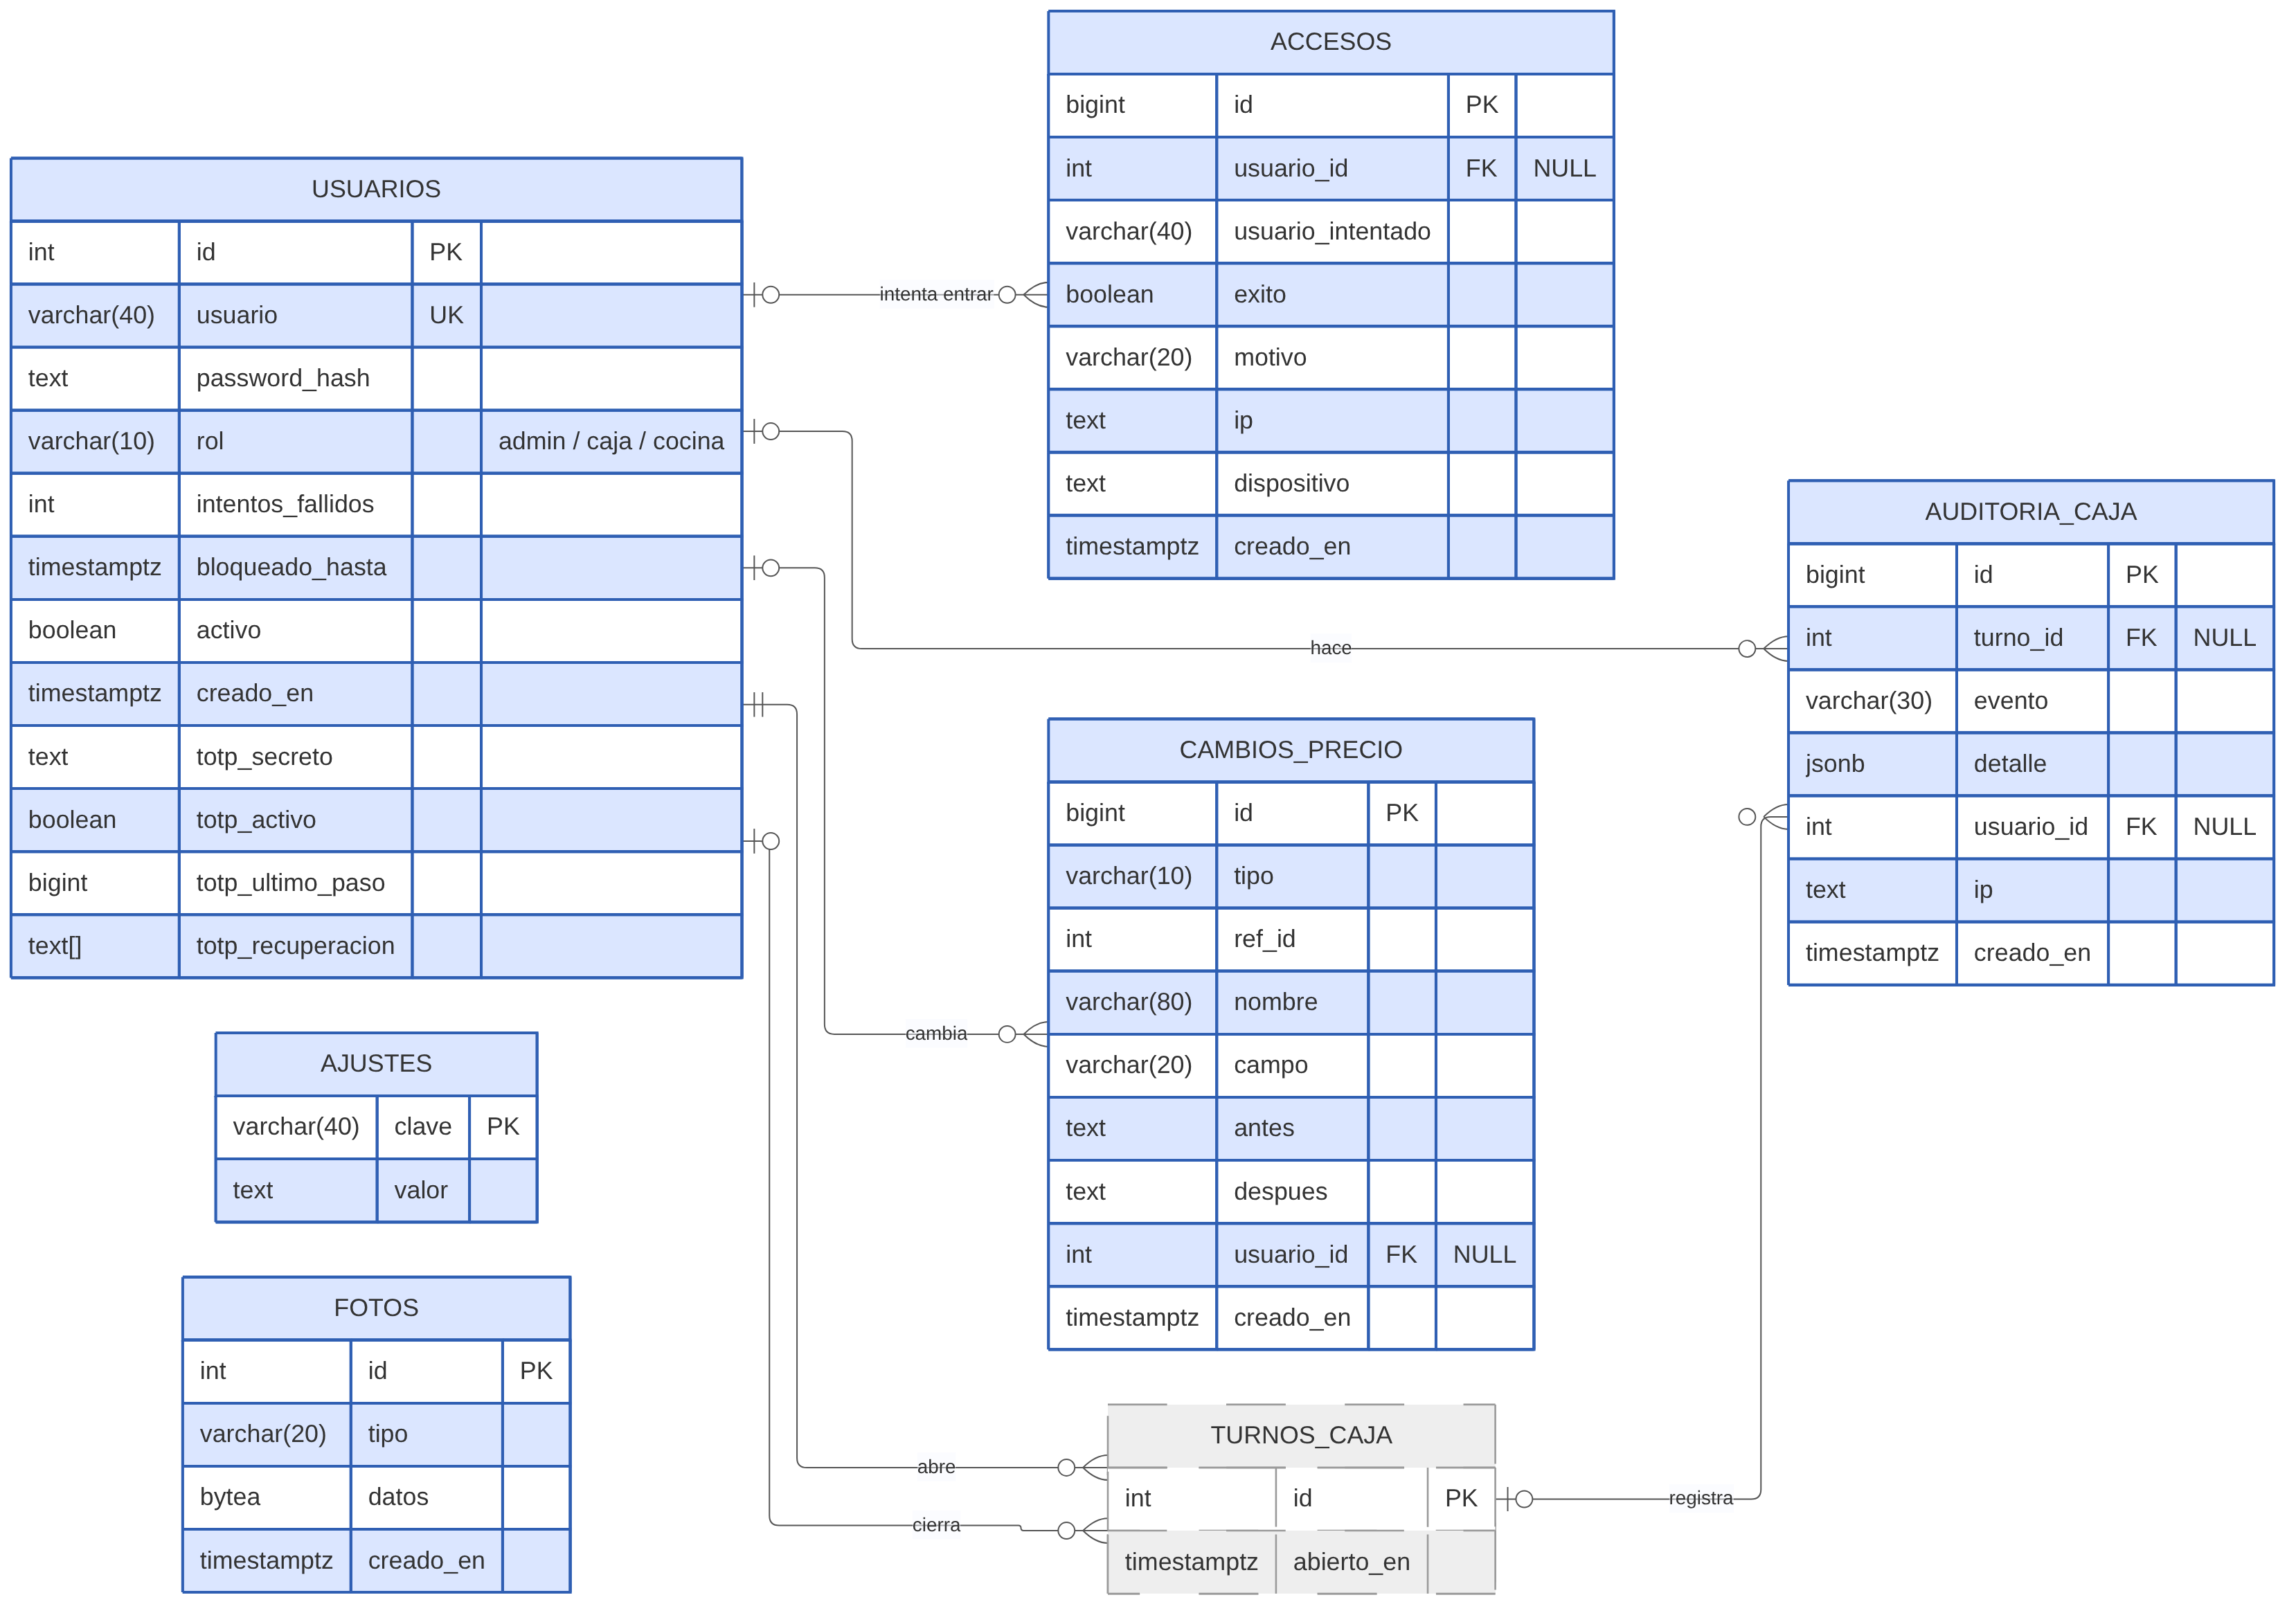 USUARIOS
int id PK
varchar(40) usuario UK
text password_hash
varchar(10) rol admin / caja / cocina
int intentos_fallidos
timestamptz bloqueado_hasta
boolean activo
timestamptz creado_en
text totp_secreto
boolean totp_activo
bigint totp_ultimo_paso
text[] totp_recuperacion
AJUSTES
varchar(40) clave PK
text valor
FOTOS
int id PK
varchar(20) tipo
bytea datos
timestamptz creado_en
intenta entrar
hace
cambia
abre
cierra
registra
ACCESOS
bigint id PK
int usuario_id FK NULL
varchar(40) usuario_intentado
boolean exito
varchar(20) motivo
text ip
text dispositivo
timestamptz creado_en
CAMBIOS_PRECIO
bigint id PK
varchar(10) tipo
int ref_id
varchar(80) nombre
varchar(20) campo
text antes
text despues
int usuario_id FK NULL
timestamptz creado_en
TURNOS_CAJA
int id PK
timestamptz abierto_en
AUDITORIA_CAJA
bigint id PK
int turno_id FK NULL
varchar(30) evento
jsonb detalle
int usuario_id FK NULL
text ip
timestamptz creado_en